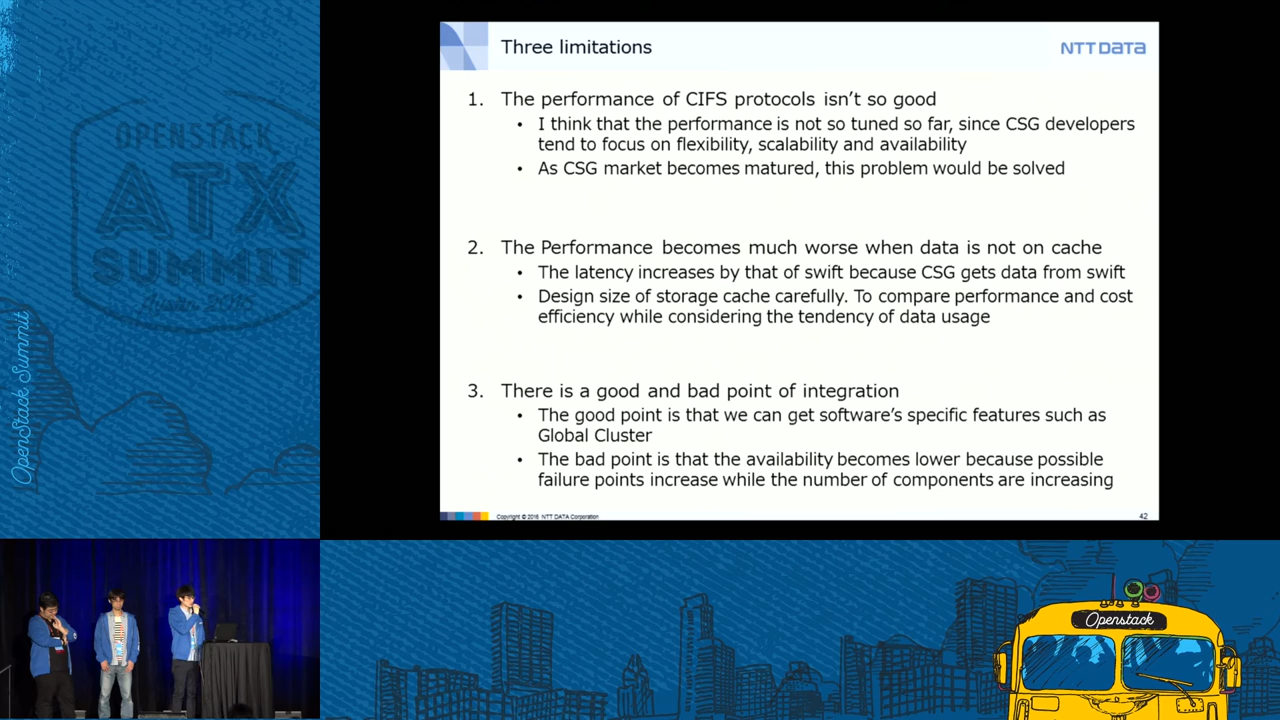 OPENSTACK
ATX
SUMMIT
Austin 2016
OpenStack Summit
Three limitations
NTT DATA
1. The performance of CIFS protocols isn't so good
• I think that the performance is not so tuned so far, since CSG developers
tend to focus on flexibility, scalability and availability
• As CSG market becomes matured, this problem would be solved
2. The Performance becomes much worse when data is not on cache
• The latency increases by that of swift because CSG gets data from swift
• Design size of storage cache carefully. To compare performance and cost
efficiency while considering the tendency of data usage
3. There is a good and bad point of integration
• The good point is that we can get software's specific features such as
Global Cluster
• The bad point is that the availability becomes lower because possible
failure points increase while the number of components are increasing
Copyright © 2016 NTT DATA Corporation
42
Openstack